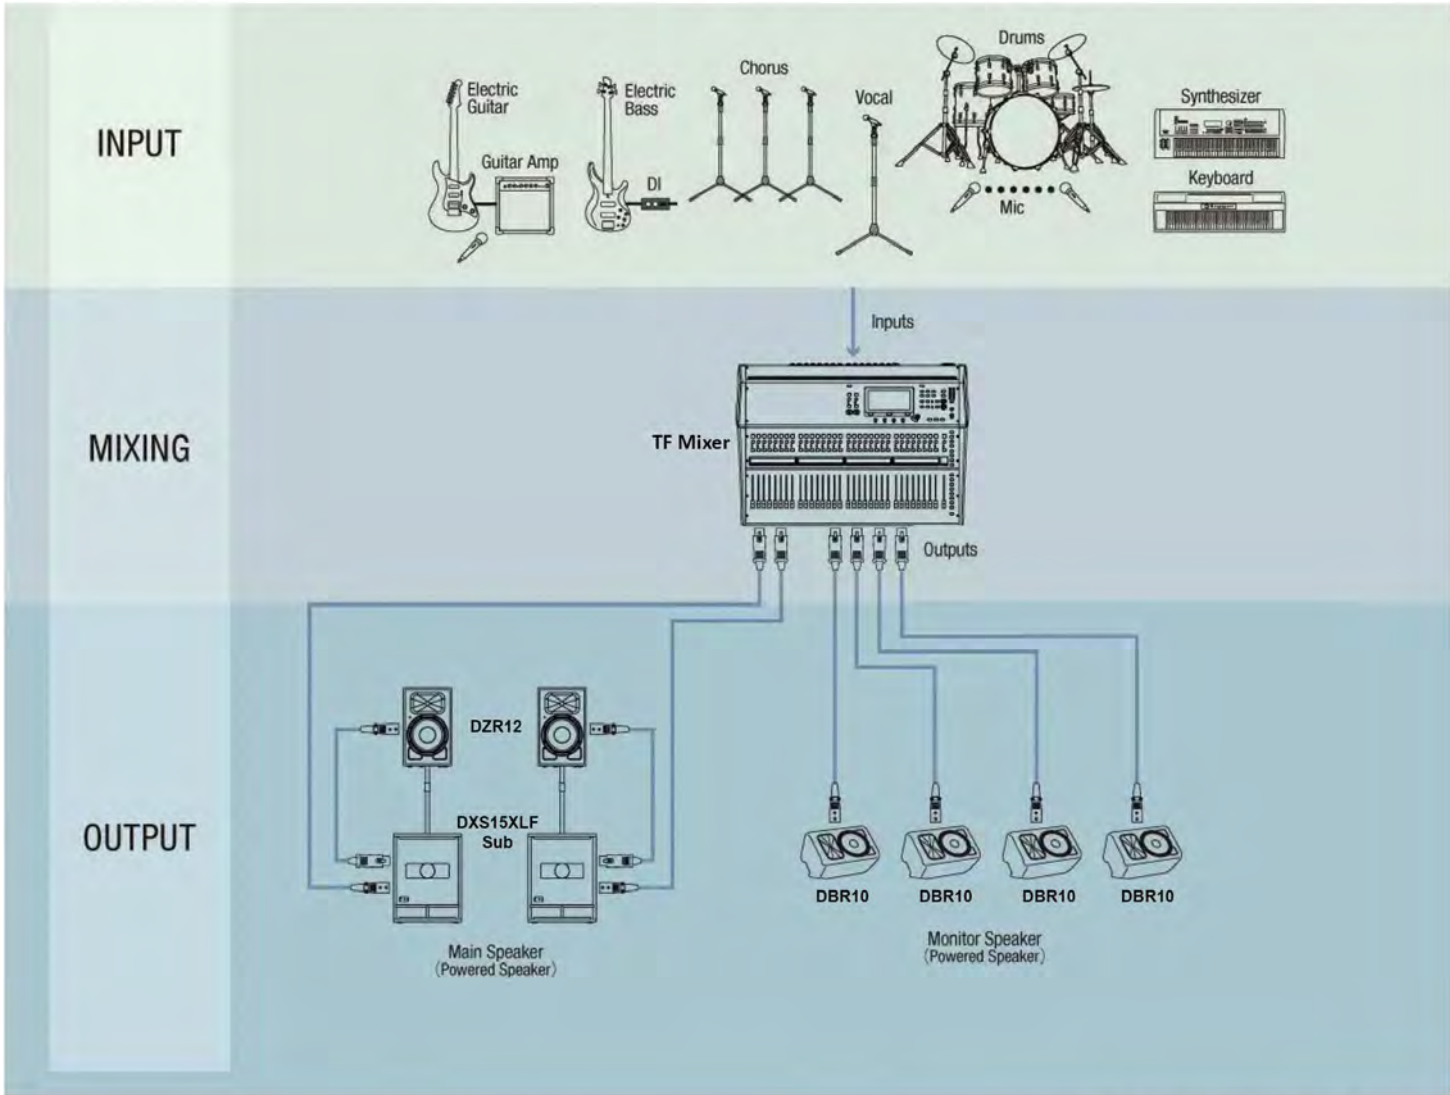 INPUT
Electric
Guitar
Guitar Amp
Electric
Bass
DI
Chorus
Vocal
Drums
Mic
Synthesizer
Keyboard
MIXING
Inputs
TF Mixer
Outputs
OUTPUT
DZR12
DXS15XLF
Sub
Main Speaker
(Powered Speaker)
DBR10
DBR10
DBR10
DBR10
Monitor Speaker
(Powered Speaker)